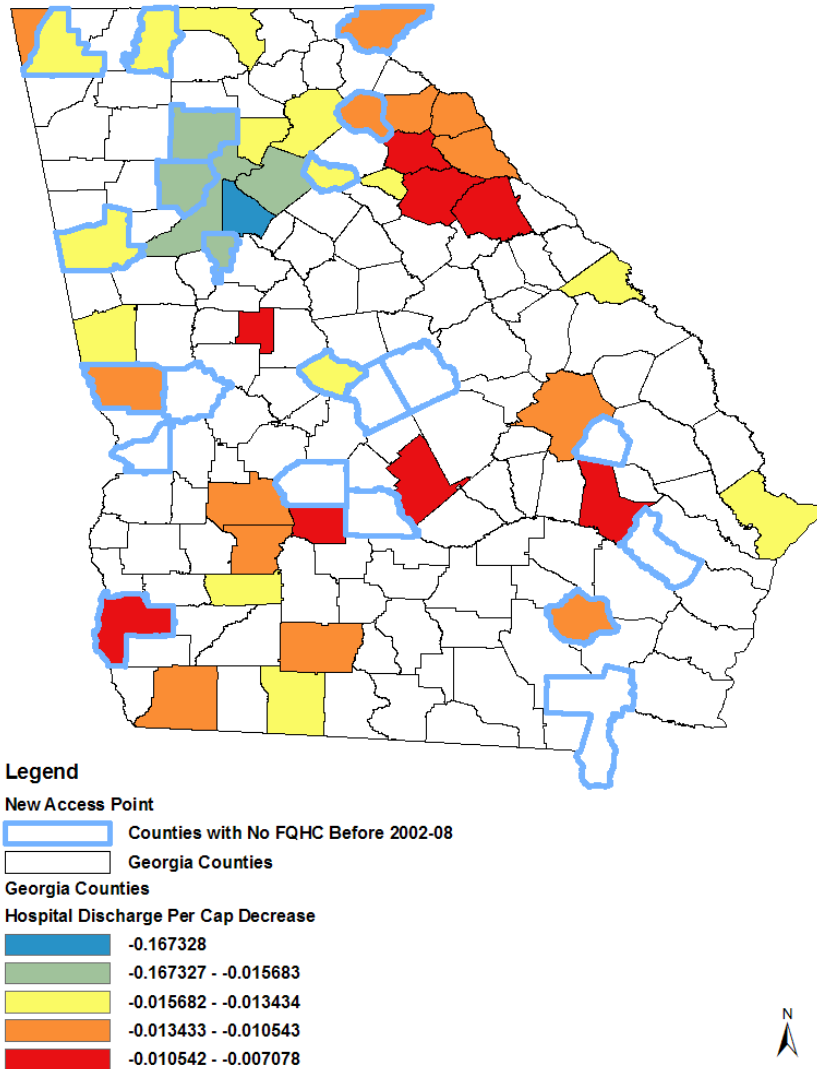 Legend
New Access Point
Counties with No FQHC Before 2002-08
Georgia Counties
Georgia Counties
Hospital Discharge Per Cap Decrease
-0.167328
-0.167327 - -0.015683
-0.015682 - -0.013434
-0.013433 - -0.010543
-0.010542 - -0.007078
N